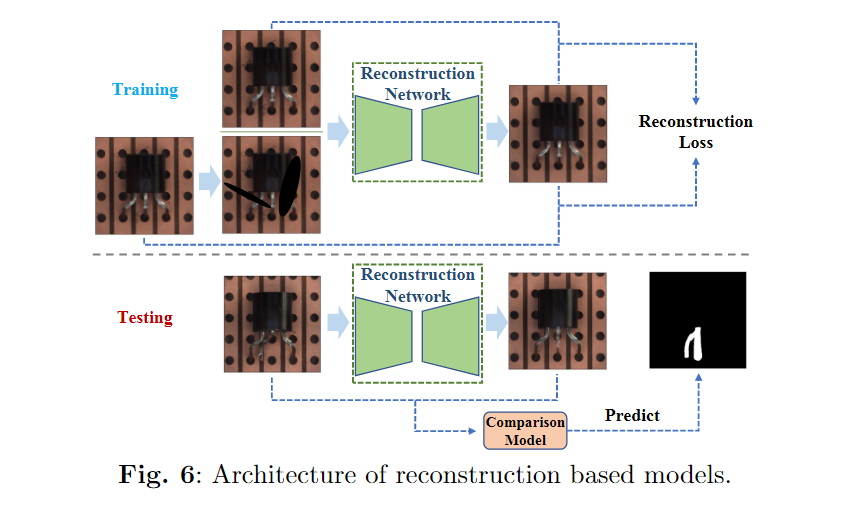 Training
Reconstruction
Network
Reconstruction
Loss
Testing
Reconstruction
Network
Comparison
Model
Predict
Fig. 6: Architecture of reconstruction based models.